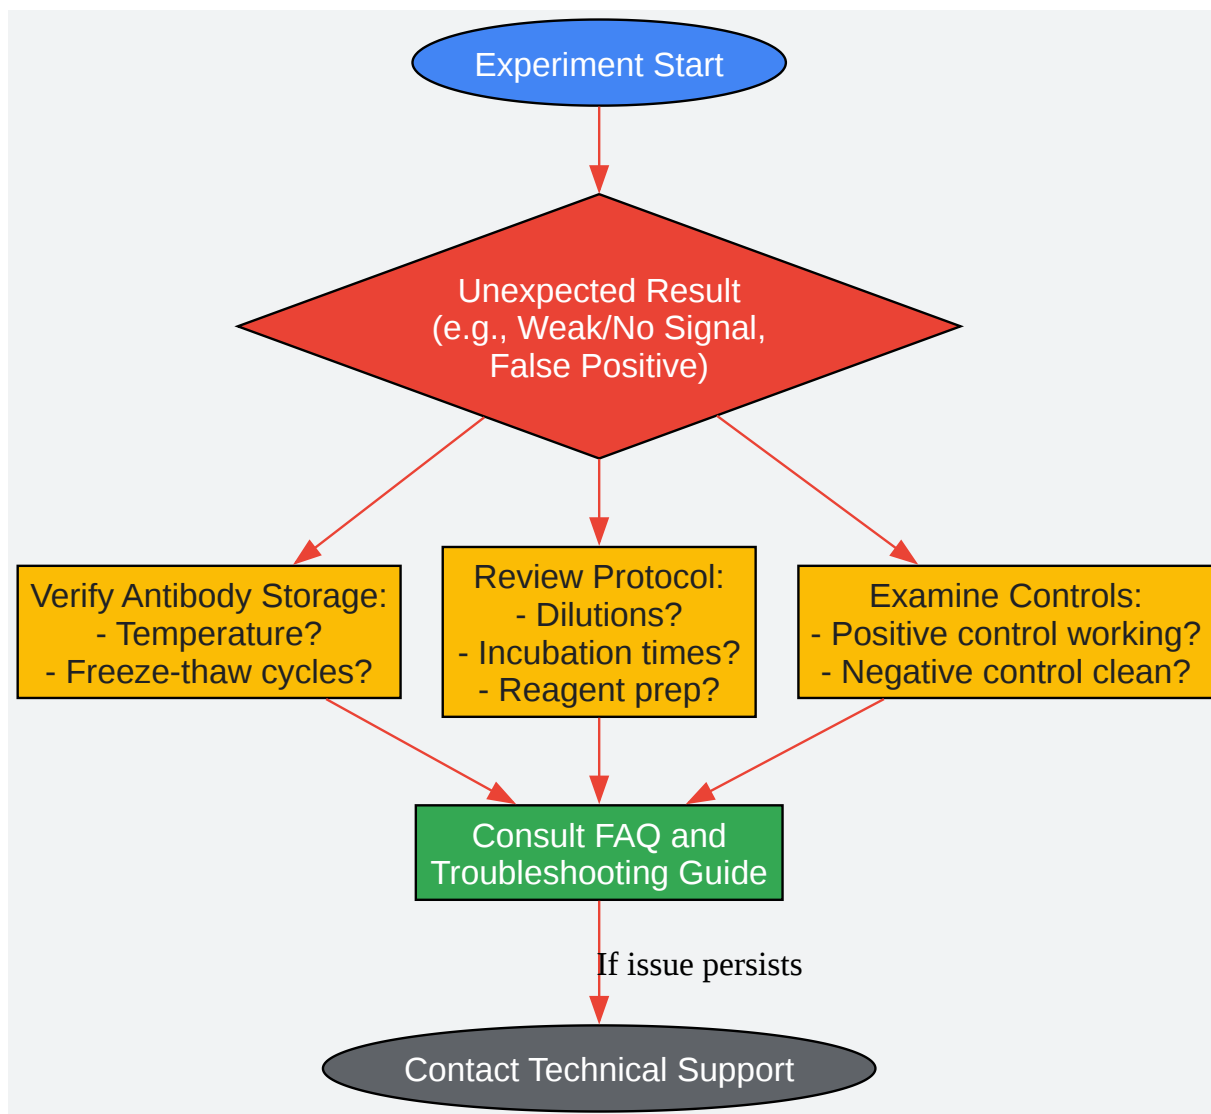 Experiment Start
Unexpected Result
(e.g., Weak/No Signal,
False Positive)
Verify Antibody Storage:
- Temperature?
- Freeze-thaw cycles?
Review Protocol:
- Dilutions?
- Incubation times?
- Reagent prep?
Examine Controls:
- Positive control working?
- Negative control clean?
Consult FAQ and
Troubleshooting Guide
If issue persists
Contact Technical Support